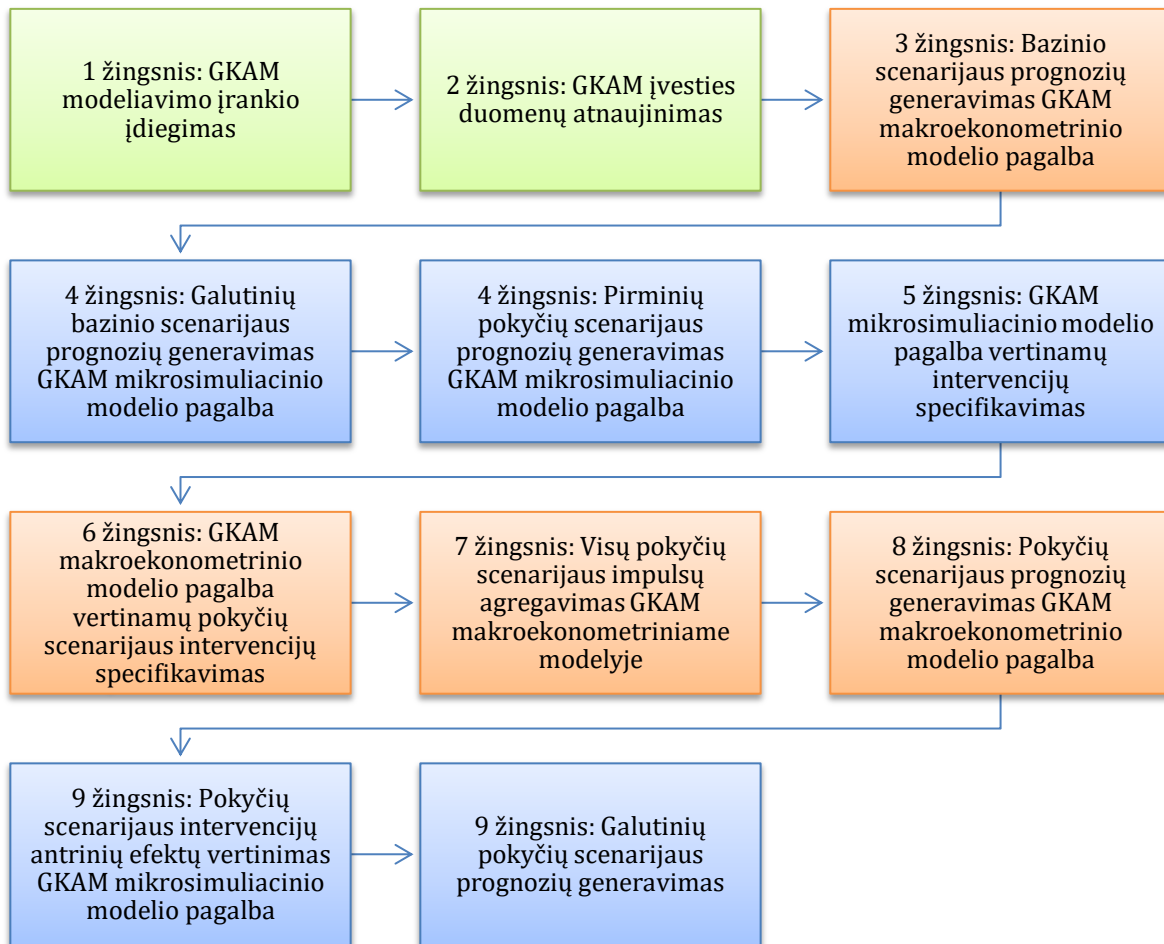 1 žingsnis: GKAM
modeliavimo įrankio
įdiegimas
2 žingsnis: GKAM įvesties
duomenų atnaujinimas
3 žingsnis: Bazinio
scenarijaus prognozių
generavimas GKAM
makroekonometrinio
modelio pagalba
4 žingsnis: Galutinių
bazinio scenarijaus
prognozių generavimas
GKAM mikrosimuliacinio
modelio pagalba
4 žingsnis: Pirminių
pokyčių scenarijaus
prognozių generavimas
GKAM mikrosimuliacinio
modelio pagalba
5 žingsnis: GKAM
mikrosimuliacinio modelio
pagalba vertinamų
intervencijų
specifikavimas
6 žingsnis: GKAM
makroekonometrinio
modelio pagalba
vertinamų pokyčių
scenarijaus intervencijų
specifikavimas
7 žingsnis: Visų pokyčių
scenarijaus impulsų
agregavimas GKAM
makroekonometriniame
modelyje
8 žingsnis: Pokyčių
scenarijaus prognozių
generavimas GKAM
makroekonometrinio
modelio pagalba
9 žingsnis: Pokyčių
scenarijaus intervencijų
antrinių efektų vertinimas
GKAM mikrosimuliacinio
modelio pagalba
9 žingsnis: Galutinių
pokyčių scenarijaus
prognozių generavimas